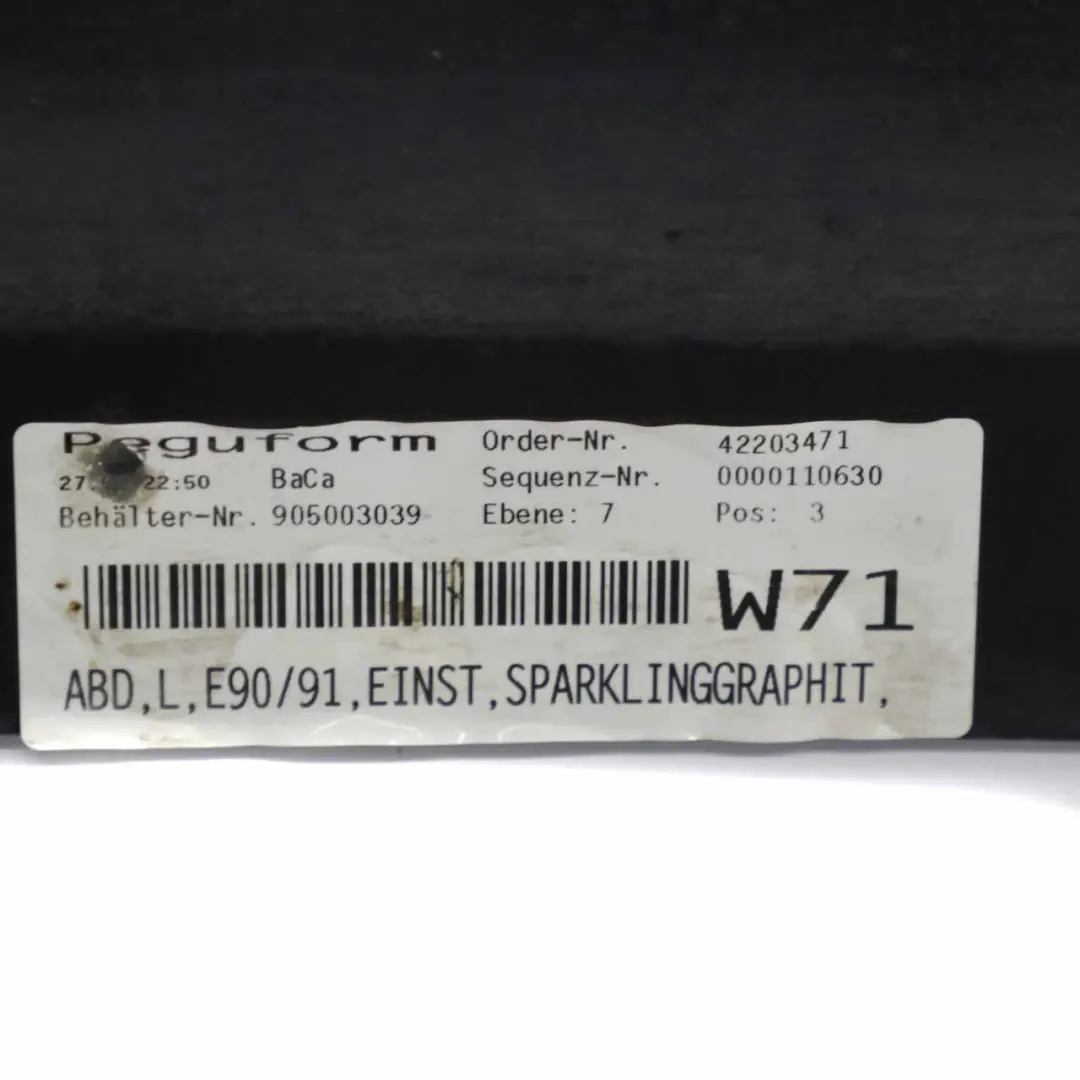 Peguform Order-Nr. 42203471
22:50 BaCa Sequenz-Nr. 0000110630
Behälter-Nr. 905003039 Ebene: 7 Pos: 3
W71
ABD,L,E90/91,EINST,SPARKLINGGRAPHIT,